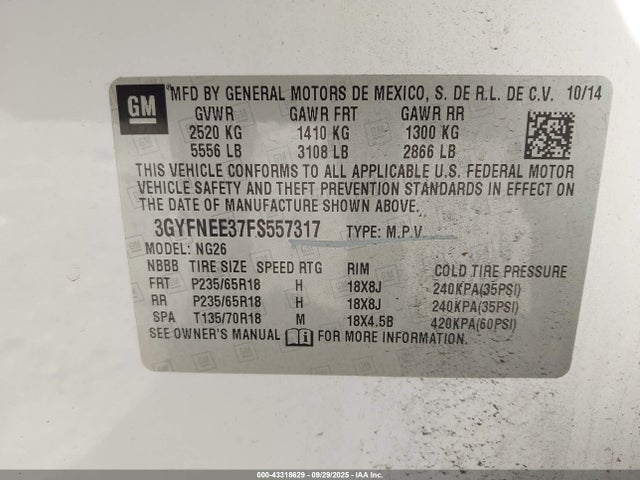 GM
MFD BY GENERAL MOTORS DE MEXICO, S. DE R.L. DE C.V. 10/14
GVWR GAWR FRT GAWR RR
2520 KG 1410 KG 1300 KG
5556 LB 3108 LB 2866 LB
THIS VEHICLE CONFORMS TO ALL APPLICABLE U.S. FEDERAL MOTOR
VEHICLE SAFETY AND THEFT PREVENTION STANDARDS IN EFFECT ON
THE DATE OF MANUFACTURE SHOWN ABOVE.
3GYFNEE37FS557317 TYPE: M.P.V.
MODEL: NG26
NBBB TIRE SIZE SPEED RTG RIM COLD TIRE PRESSURE
FRT P235/65R18 H 18X8J 240KPA(35PSI)
RR P235/65R18 H 18X8J 240KPA(35PSI)
SPA T135/70R18 M 18X4.5B 420KPA(60PSI)
SEE OWNER'S MANUAL FOR MORE INFORMATION.
000-43318629 - 09/29/2025 - IAA Inc.